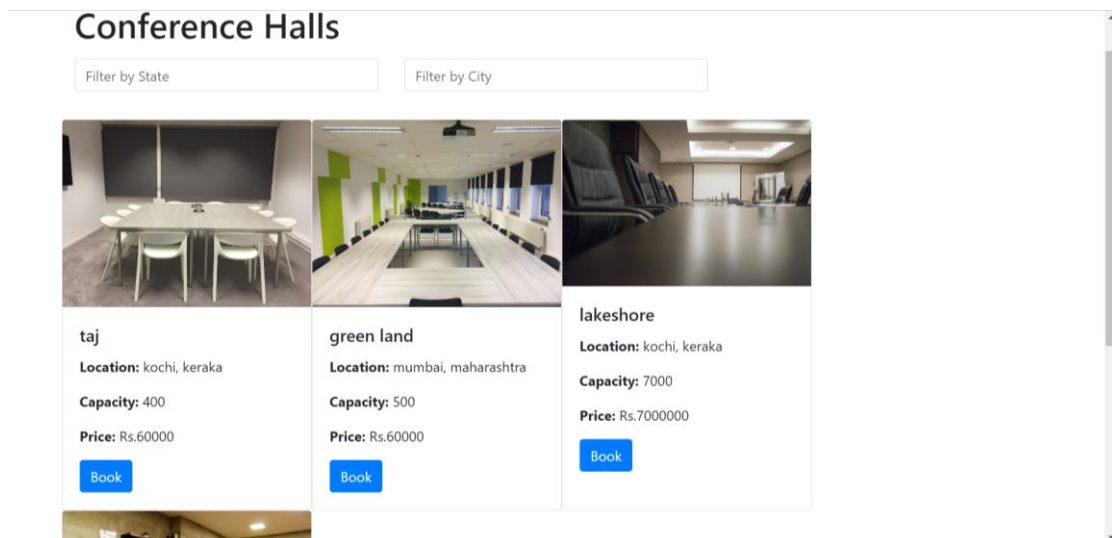 Conference Halls
Filter by State
Filter by City
taj
Location: kochi, keraka
Capacity: 400
Price: Rs.60000
Book
green land
Location: mumbai, maharashtra
Capacity: 500
Price: Rs.60000
Book
lakeshore
Location: kochi, keraka
Capacity: 7000
Price: Rs.7000000
Book